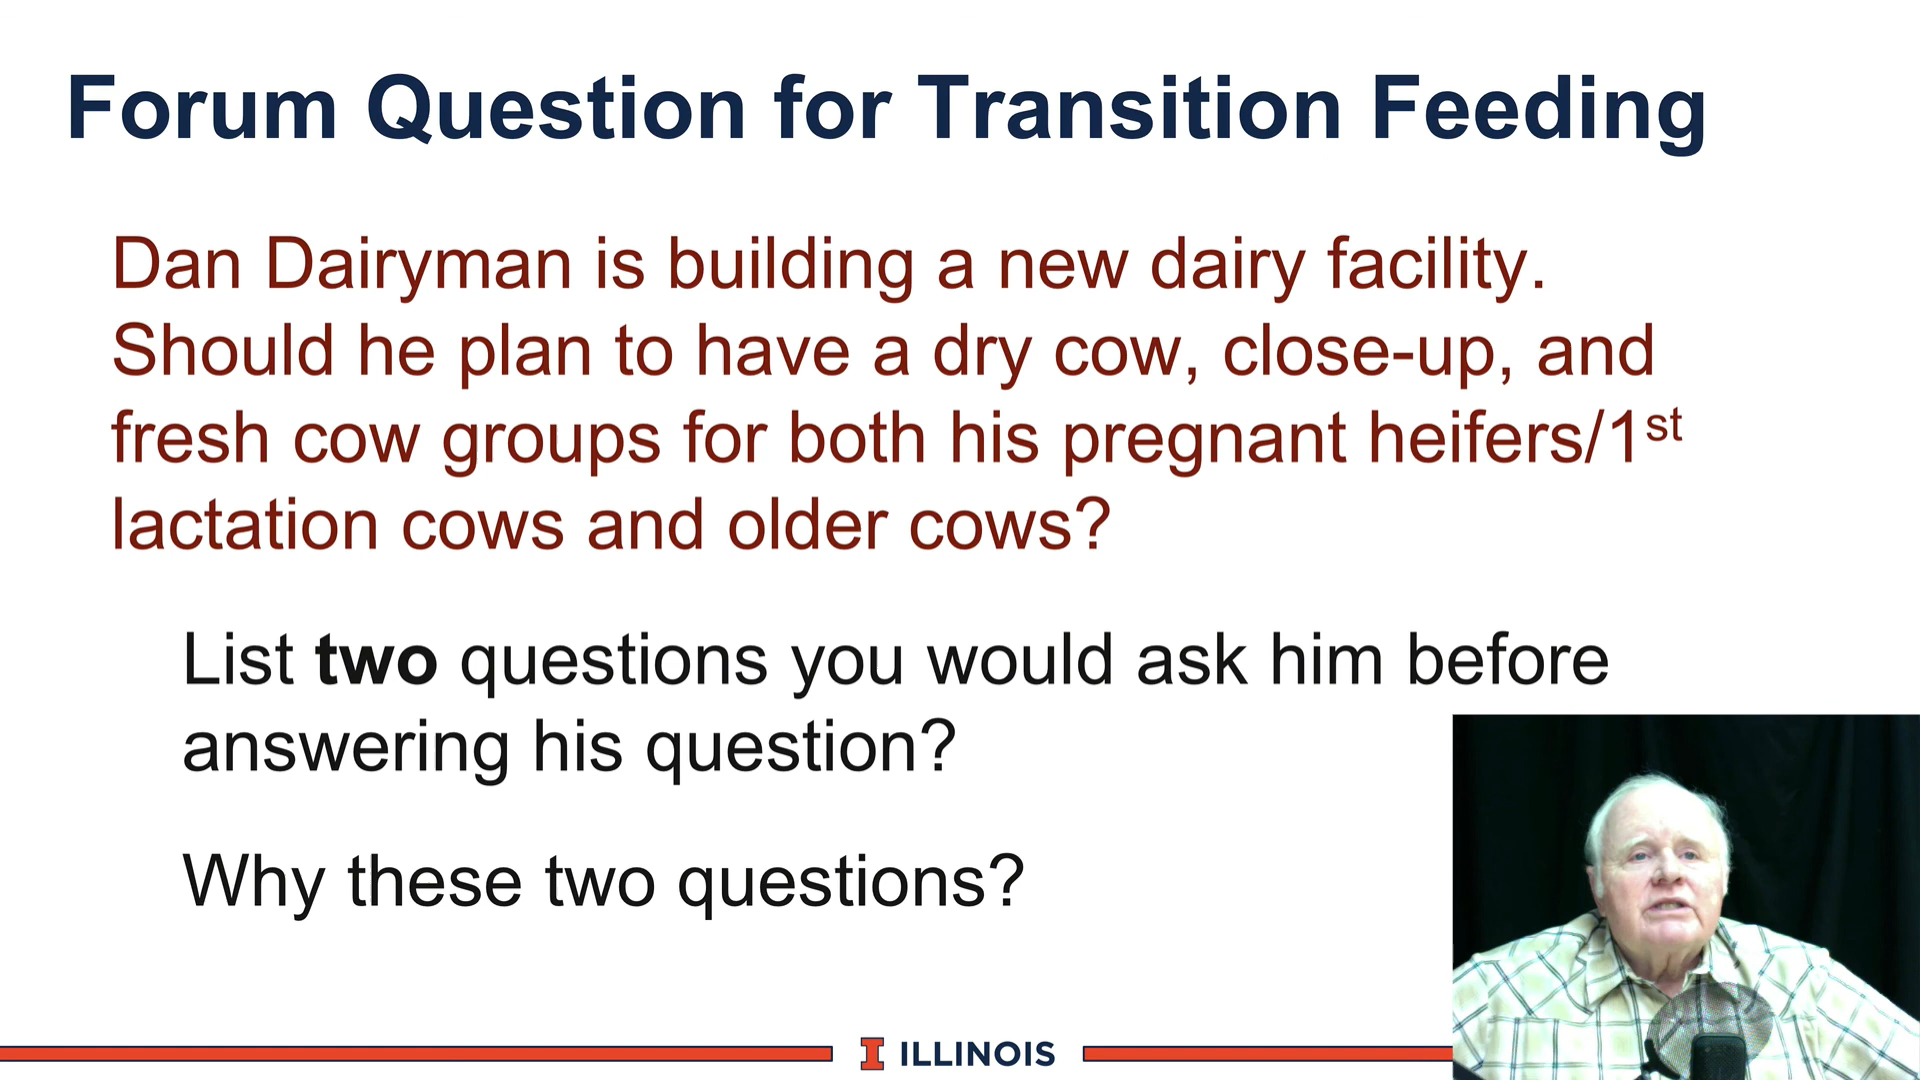 Forum Question for Transition Feeding
Dan Dairyman is building a new dairy facility.
Should he plan to have a dry cow, close-up, and
fresh cow groups for both his pregnant heifers/1st
lactation cows and older cows?
List two questions you would ask him before
answering his question?
Why these two questions?
I ILLINOIS